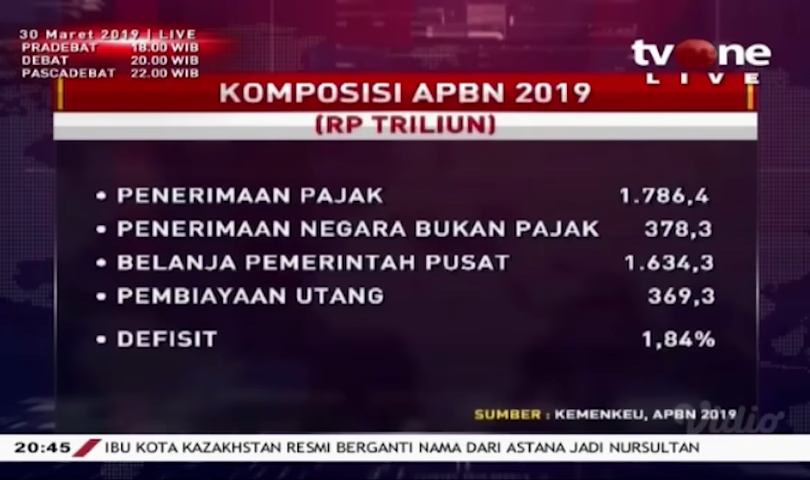 30 Maret 2019 | LIVE
PRADEBAT 18.00 WIB
DEBAT 20.00 WIB
PASCADEBAT 22.00 WIB
tvOne
LIVE
KOMPOSISI APBN 2019
(RP TRILIUN)
• PENERIMAAN PAJAK 1.786,4
• PENERIMAAN NEGARA BUKAN PAJAK 378,3
• BELANJA PEMERINTAH PUSAT 1.634,3
• PEMBIAYAAN UTANG 369,3
• DEFISIT 1,84%
SUMBER : KEMENKEU, APBN 2019
Vidio
20:45 IBU KOTA KAZAKHSTAN RESMI BERGANTI NAMA DARI ASTANA JADI NURSULTAN